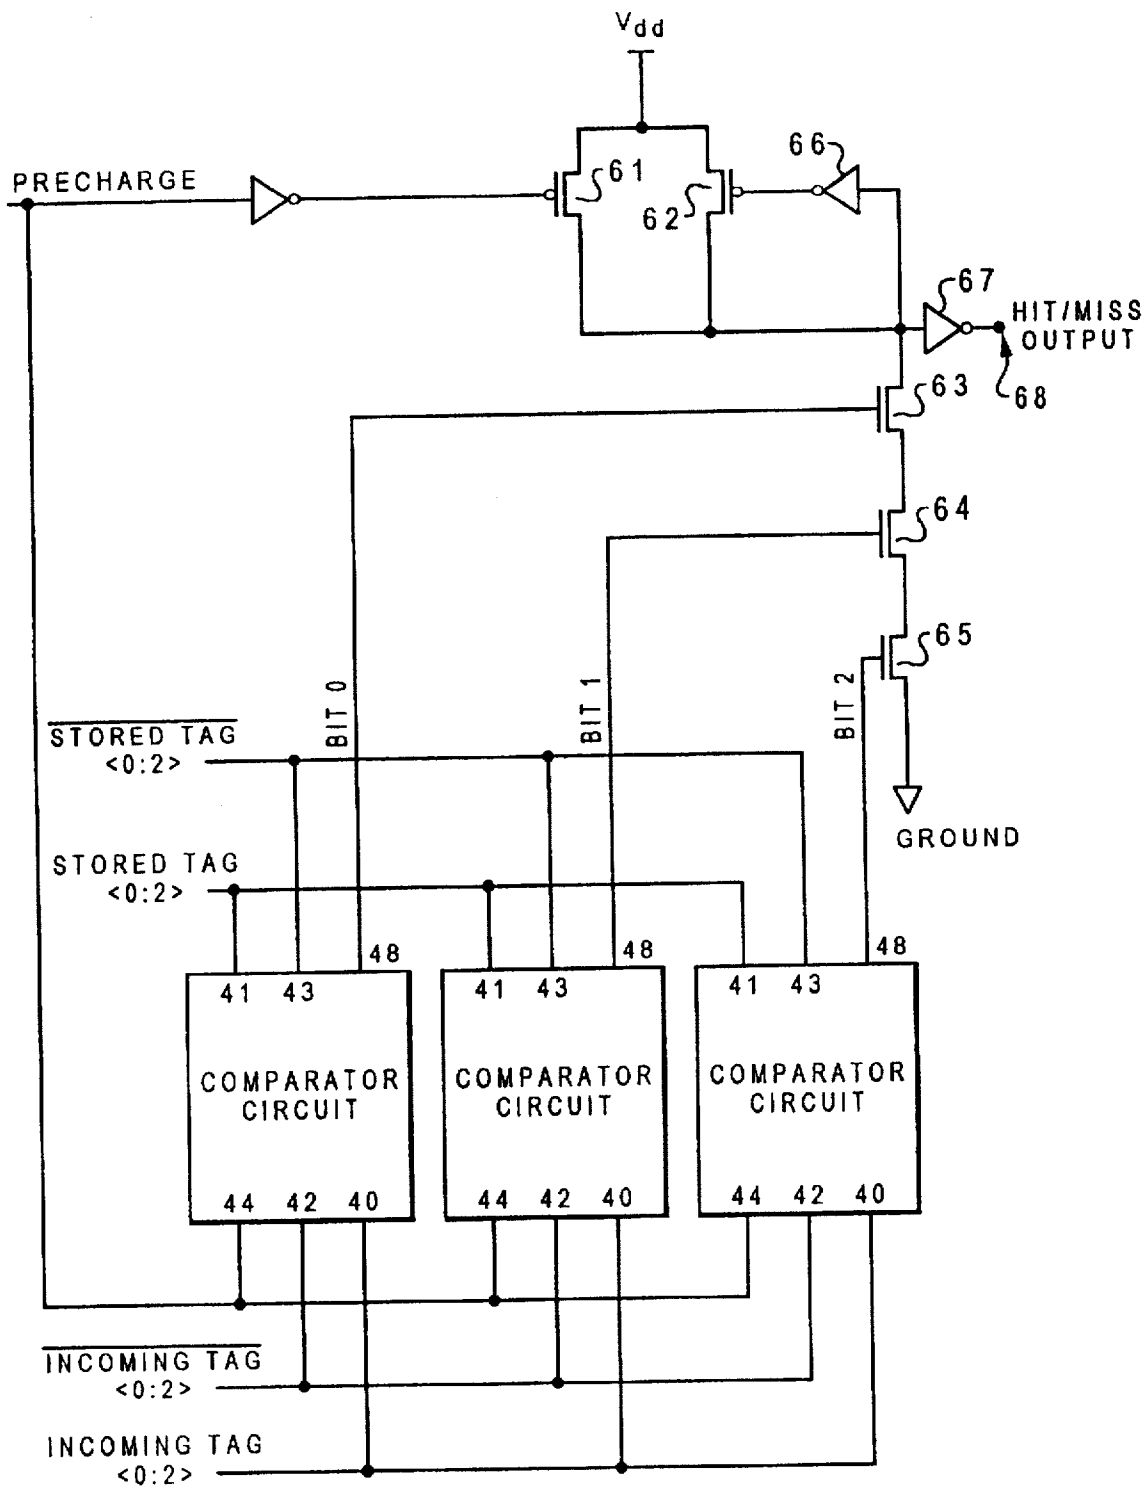 Vdd
PRECHARGE
61
62
66
67
HIT/MISS
OUTPUT
68
63
64
65
BIT 0
BIT 1
BIT 2
GROUND
STORED TAG
<0:2>
STORED TAG
<0:2>
41 43 48
41 43 48
41 43 48
COMPARATOR
CIRCUIT
COMPARATOR
CIRCUIT
COMPARATOR
CIRCUIT
44 42 40
44 42 40
44 42 40
INCOMING TAG
<0:2>
INCOMING TAG
<0:2>